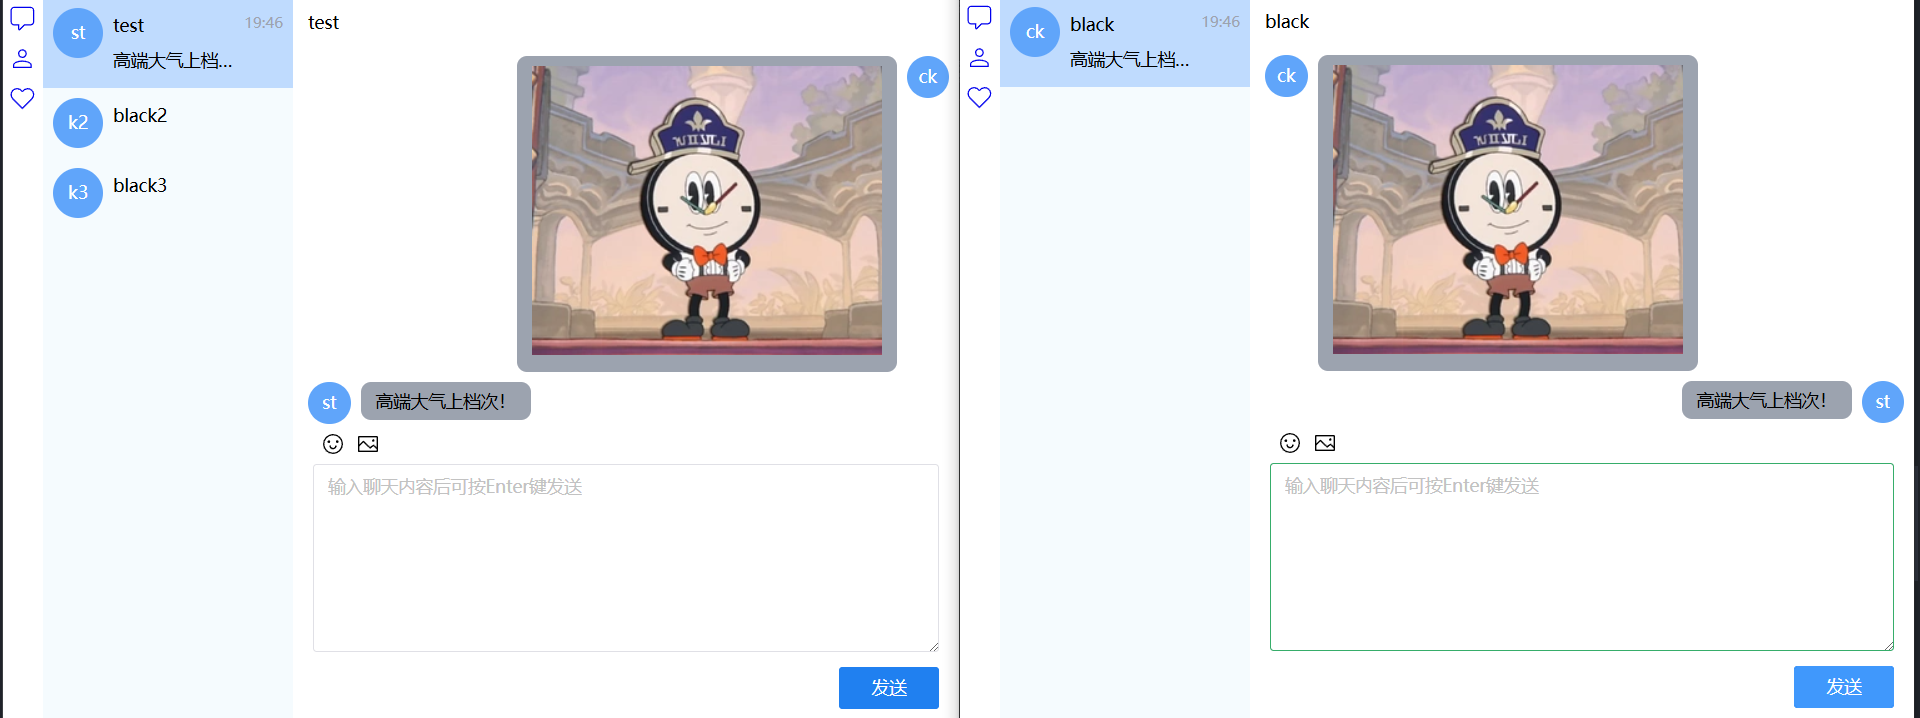 st
test
19:46
高端大气上档...
k2
black2
k3
black3
test
ck
st
高端大气上档次!
输入聊天内容后可按Enter键发送
发送
ck
black
19:46
高端大气上档...
black
ck
高端大气上档次!
st
输入聊天内容后可按Enter键发送
发送